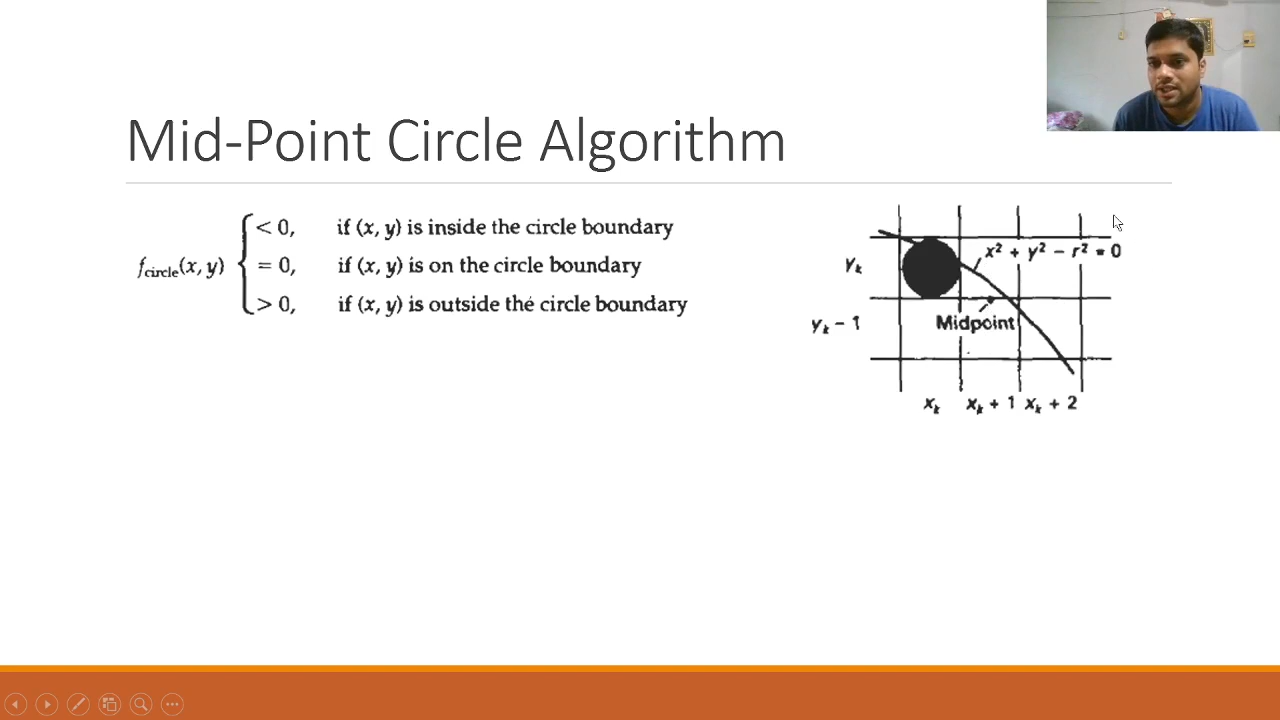 Mid-Point Circle Algorithm
< 0, if (x, y) is inside the circle boundary
f_circle(x, y) = 0, if (x, y) is on the circle boundary
> 0, if (x, y) is outside the circle boundary
x² + y² − r² = 0
y_k
Midpoint
y_k − 1
x_k x_k + 1 x_k + 2